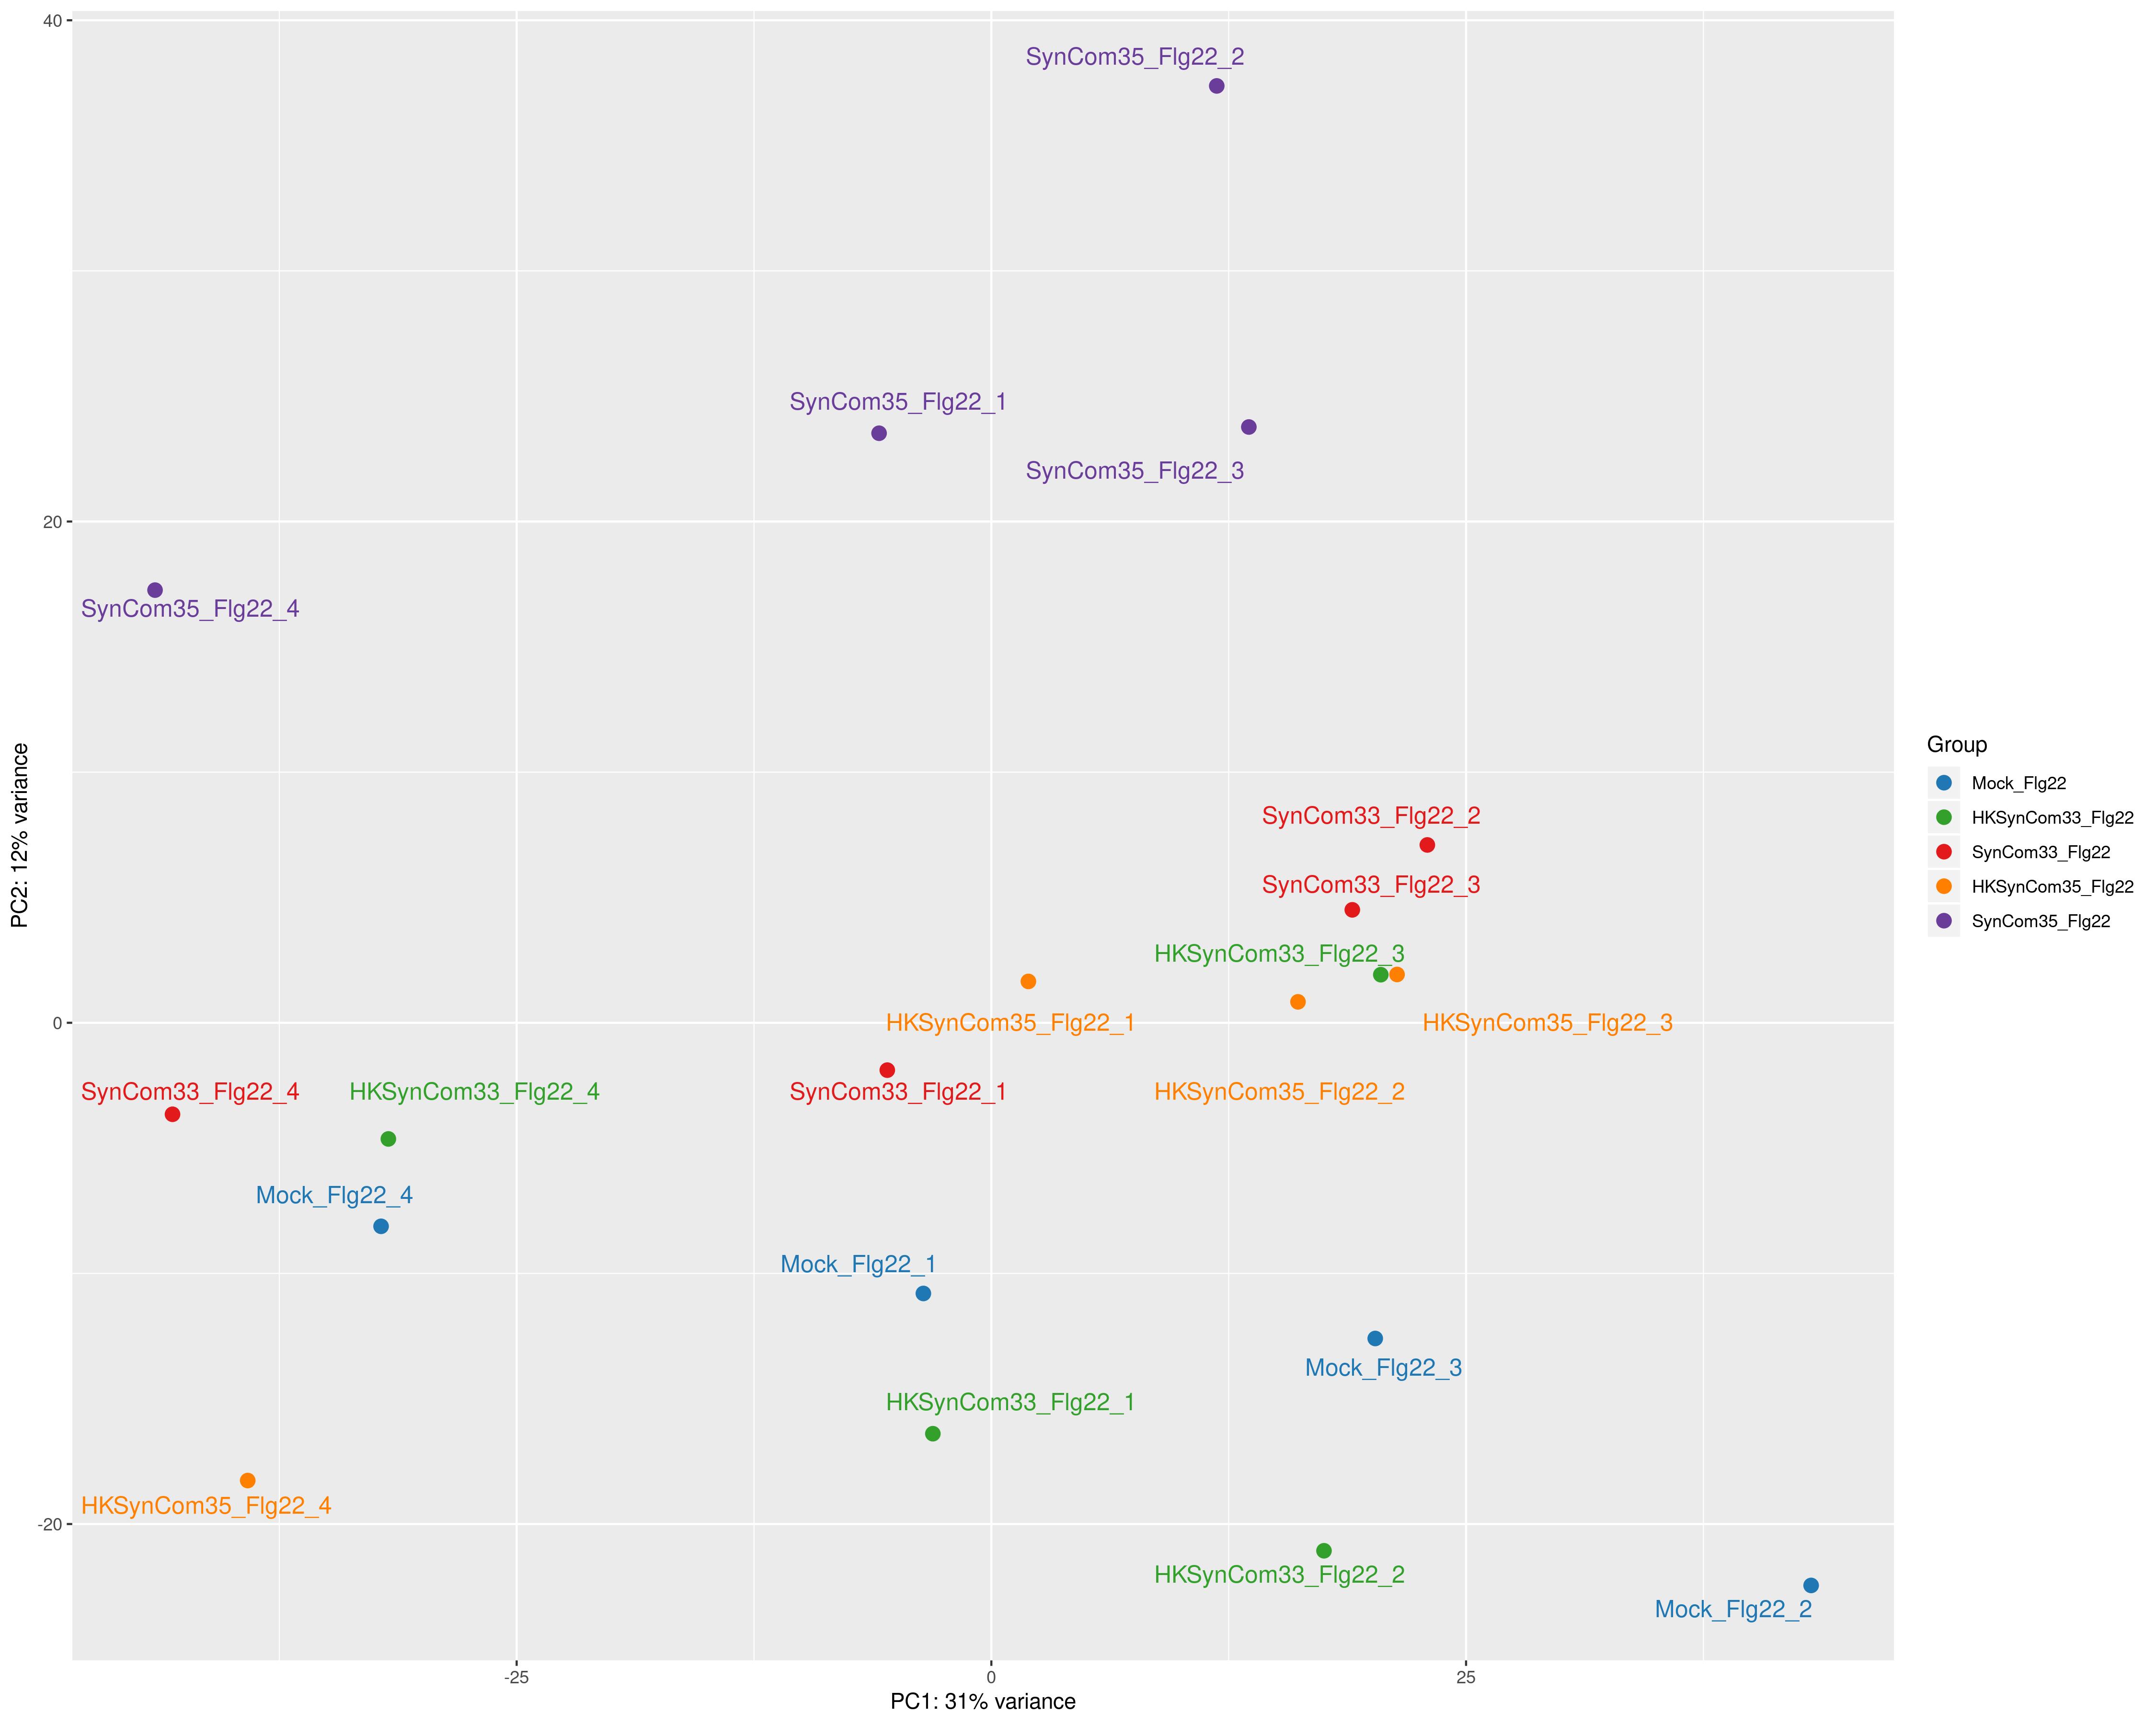 40
SynCom35_Flg22_2
SynCom35_Flg22_1
SynCom35_Flg22_3
20
SynCom35_Flg22_4
PC2: 12% variance
SynCom33_Flg22_2
SynCom33_Flg22_3
HKSynCom33_Flg22_3
0
HKSynCom35_Flg22_1
HKSynCom35_Flg22_3
SynCom33_Flg22_4
HKSynCom33_Flg22_4
SynCom33_Flg22_1
HKSynCom35_Flg22_2
Mock_Flg22_4
Mock_Flg22_1
Mock_Flg22_3
HKSynCom33_Flg22_1
HKSynCom35_Flg22_4
-20
HKSynCom33_Flg22_2
Mock_Flg22_2
-25
0
25
PC1: 31% variance
Group
Mock_Flg22
HKSynCom33_Flg22
SynCom33_Flg22
HKSynCom35_Flg22
SynCom35_Flg22